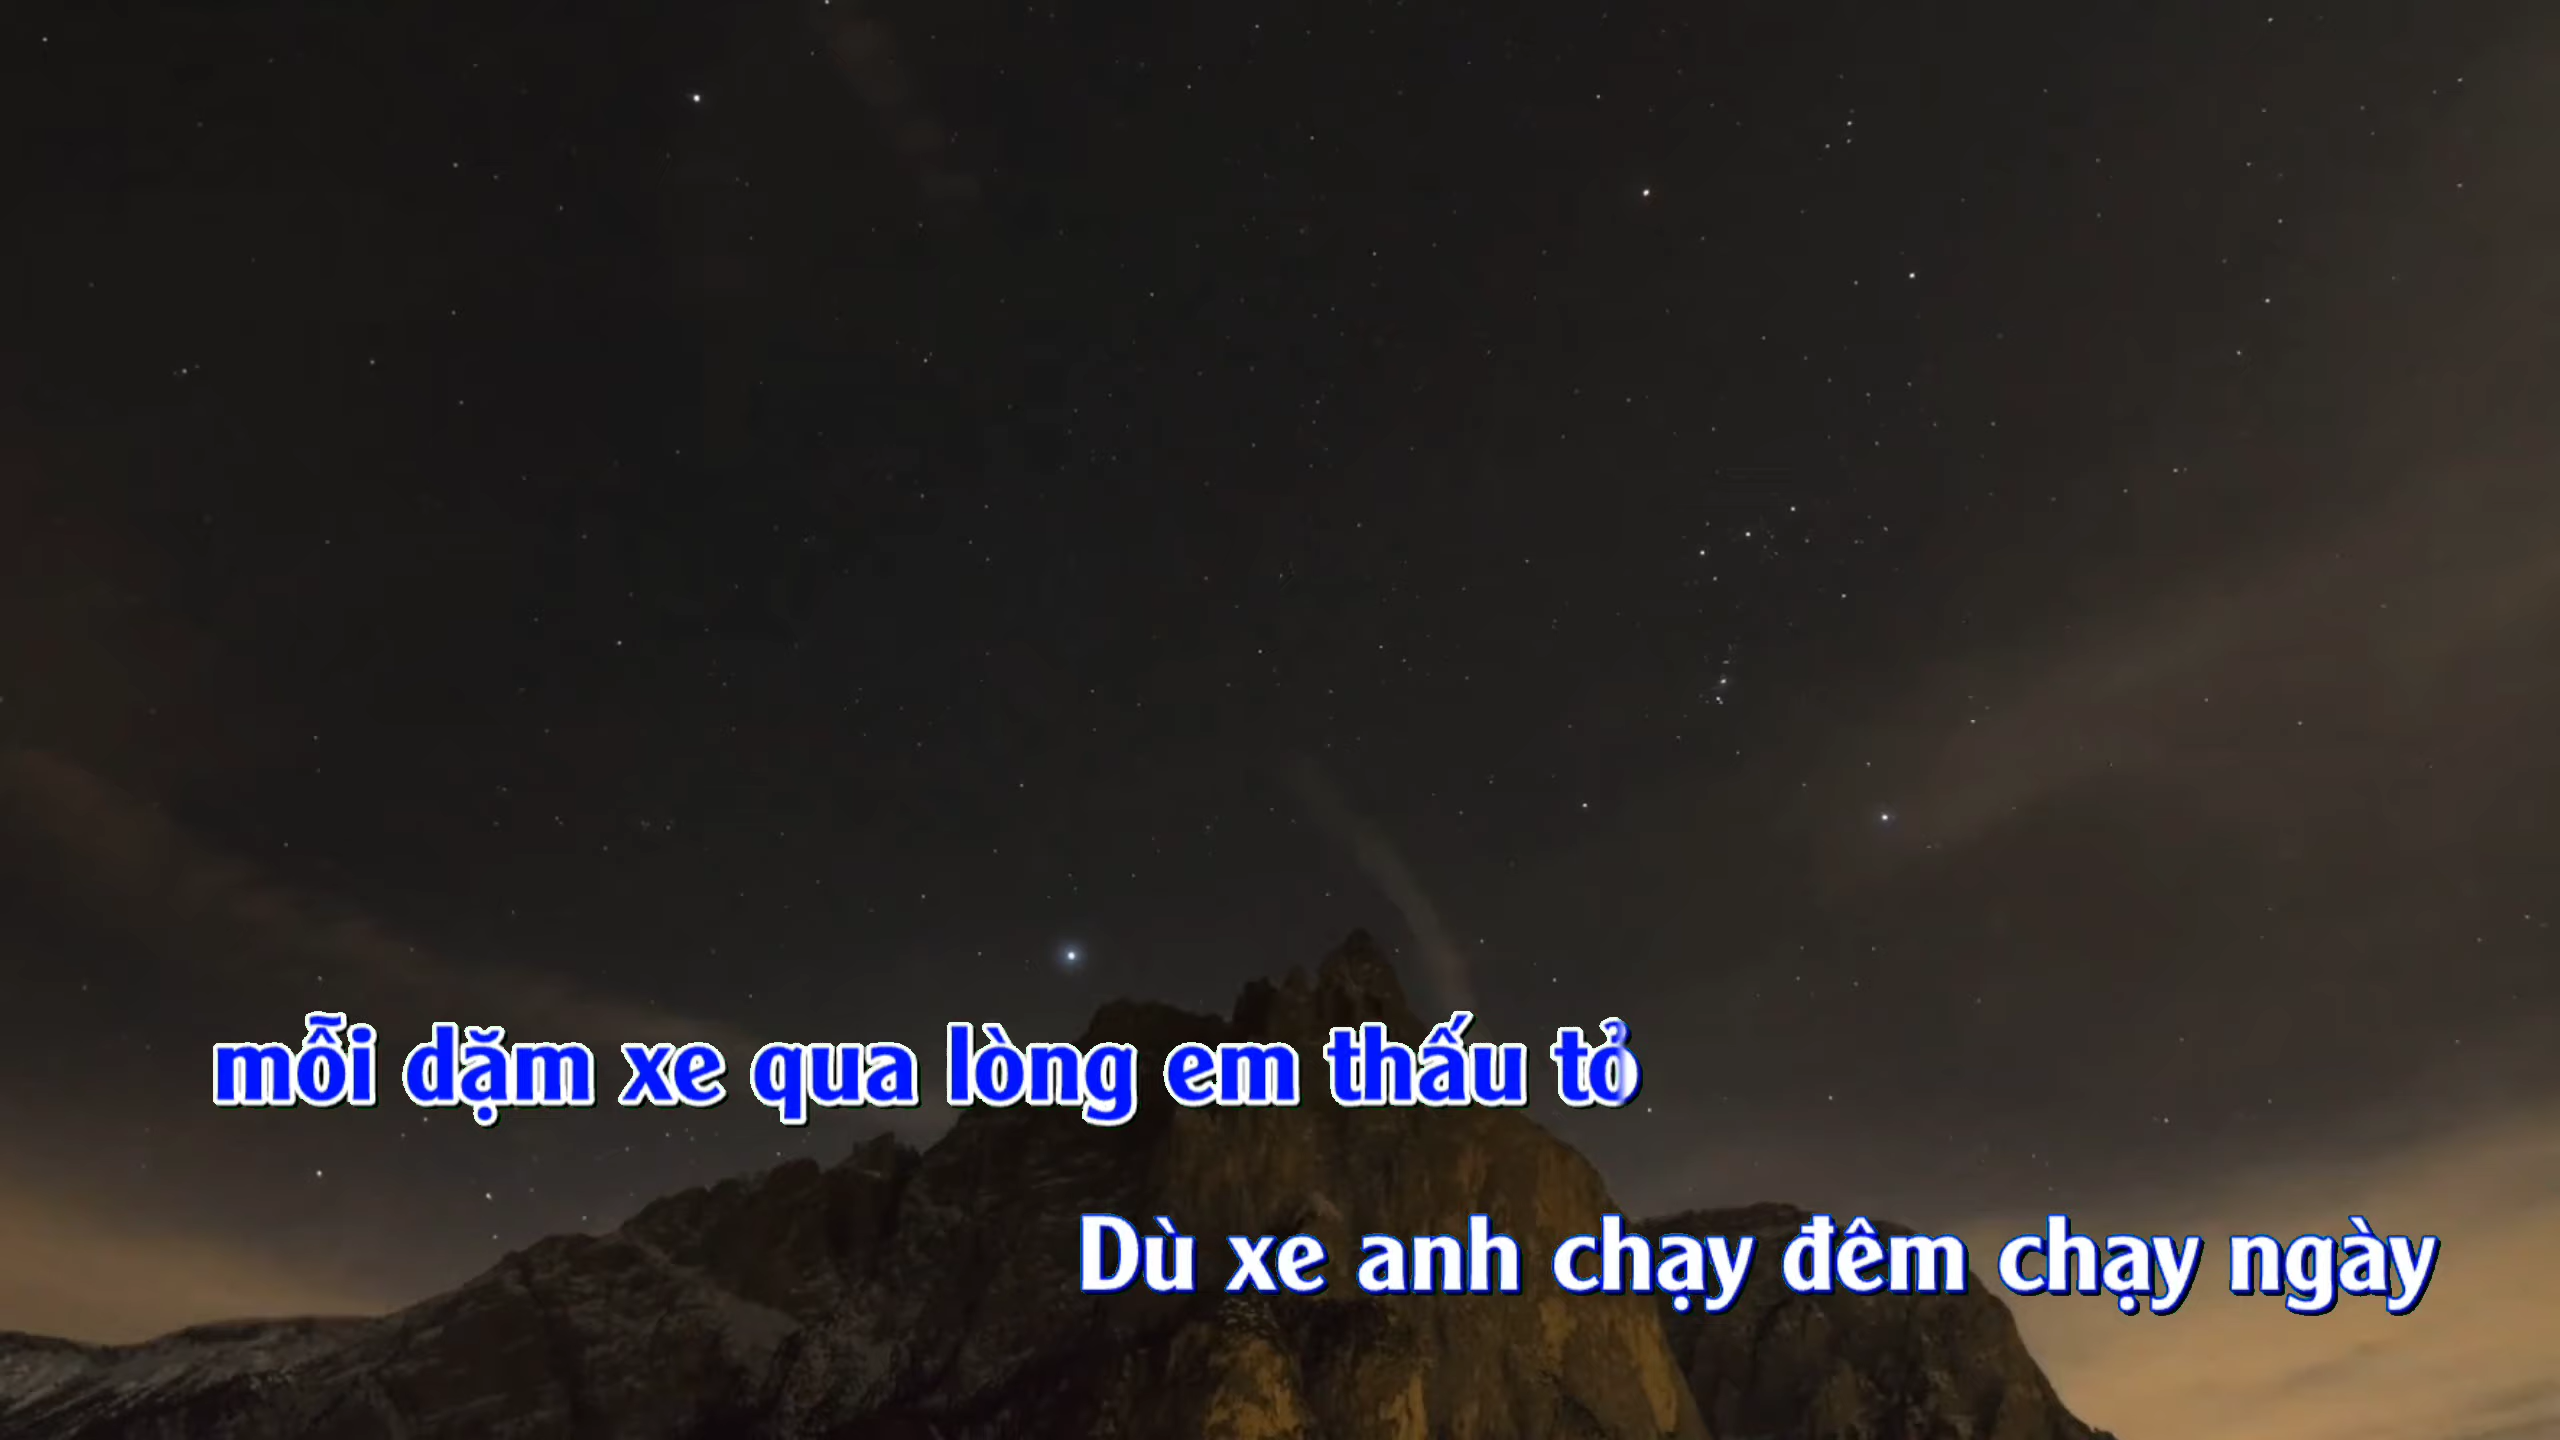 mỗi dặm xe qua lòng em thấu tỏ
Dù xe anh chạy đêm chạy ngày